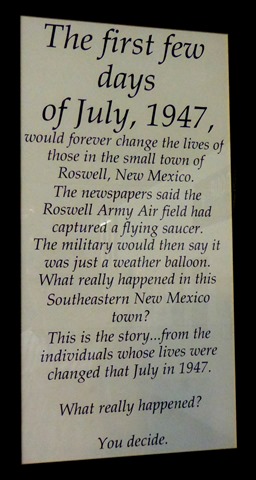 The first few
days
of July, 1947,
would forever change the lives of
those in the small town of
Roswell, New Mexico.
The newspapers said the
Roswell Army Air field had
captured a flying saucer.
The military would then say it
was just a weather balloon.
What really happened in this
Southeastern New Mexico
town?
This is the story...from the
individuals whose lives were
changed that July in 1947.
What really happened?
You decide.